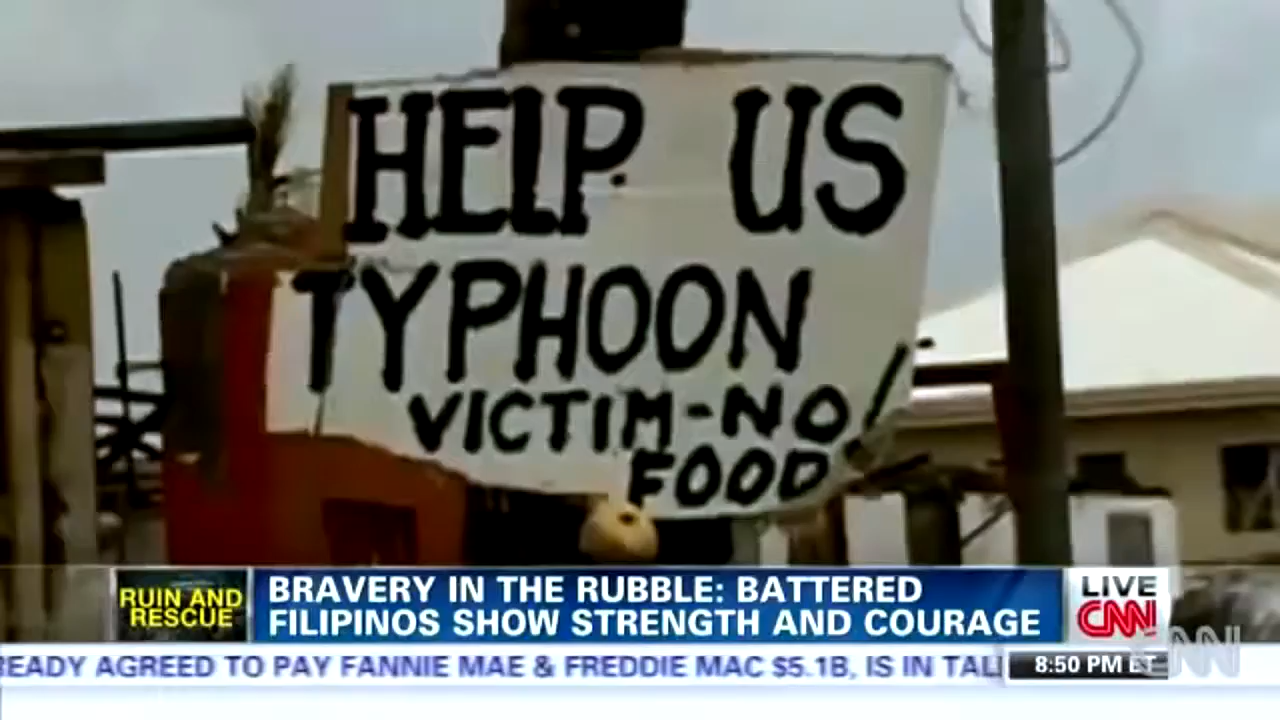 HELP US
TYPHOON
VICTIM-NO!
FOOD
RUIN AND
RESCUE
BRAVERY IN THE RUBBLE: BATTERED
FILIPINOS SHOW STRENGTH AND COURAGE
LIVE
CNN
EADY AGREED TO PAY FANNIE MAE & FREDDIE MAC $5.1B, IS IN TAL
8:50 PM ET
CNN